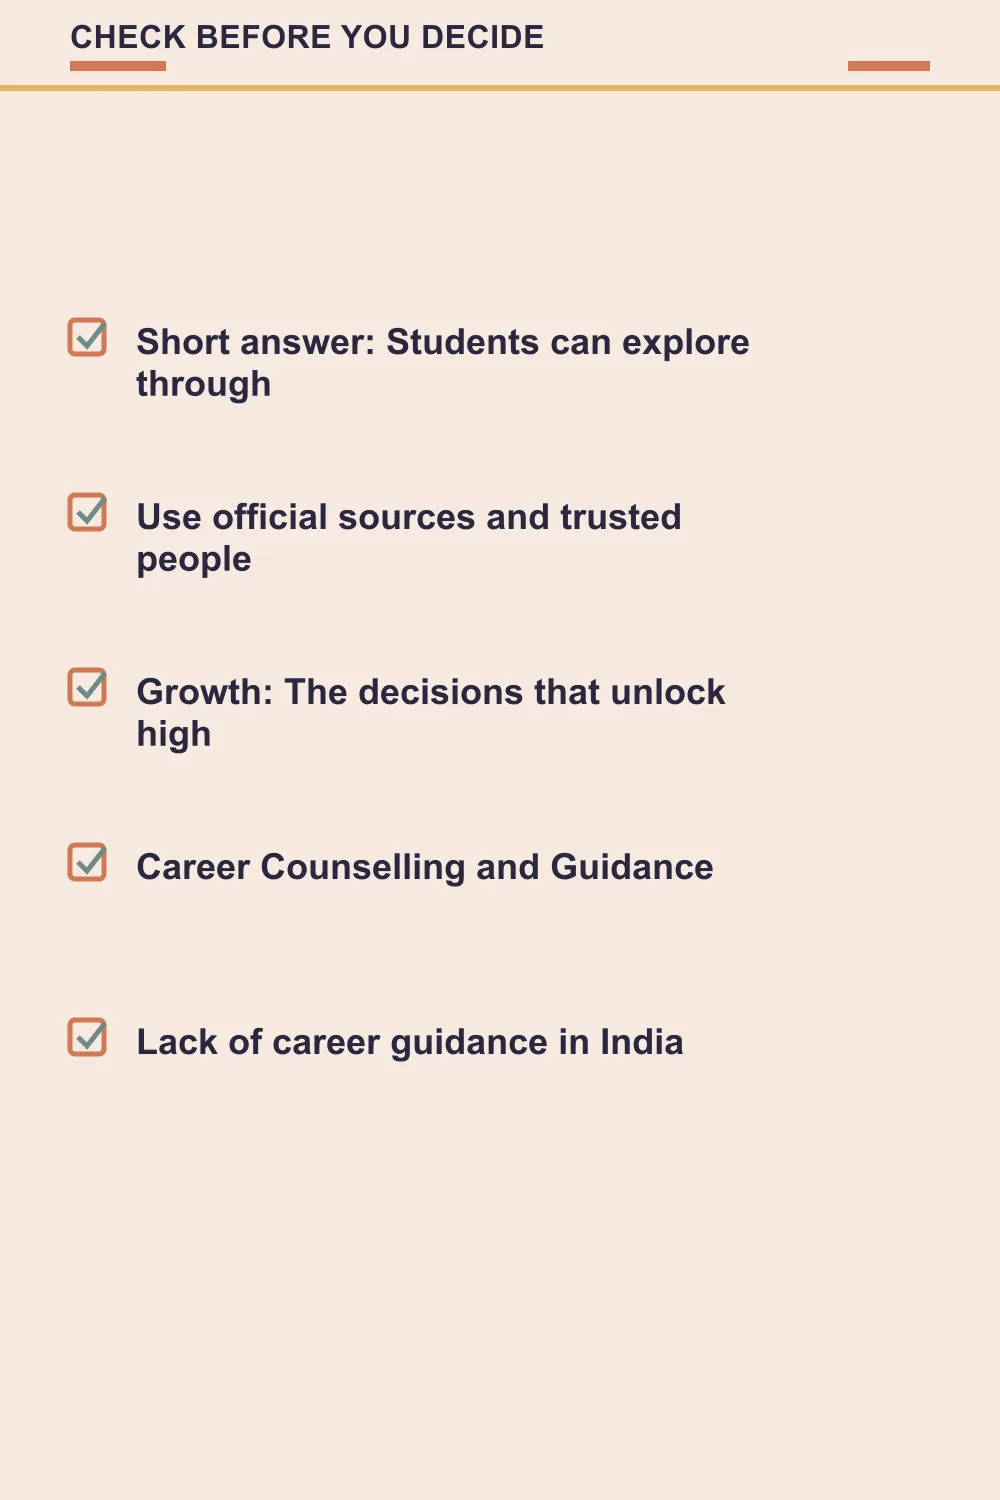 CHECK BEFORE YOU DECIDE
Short answer: Students can explore
through
Use official sources and trusted
people
Growth: The decisions that unlock
high
Career Counselling and Guidance
Lack of career guidance in India